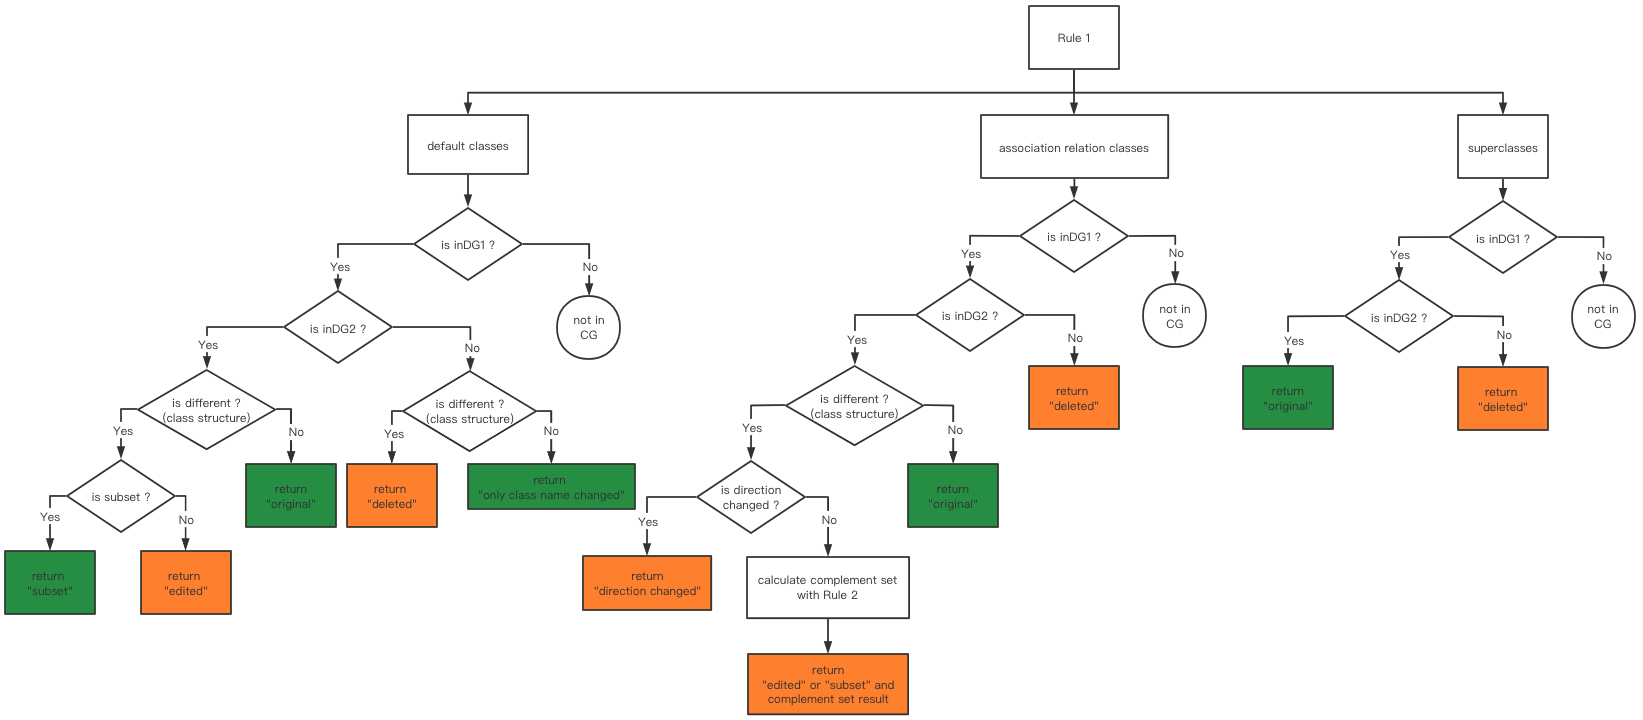 Rule 1
default classes
association relation classes
superclasses
is inDG1 ?
is inDG1 ?
is inDG1 ?
Yes
No
Yes
No
Yes
No
is inDG2 ?
not in
CG
is inDG2 ?
not in
CG
is inDG2 ?
not in
CG
Yes
No
Yes
No
Yes
No
is different ?
(class structure)
is different ?
(class structure)
is different ?
(class structure)
return
"deleted"
return
"original"
return
"deleted"
Yes
No
Yes
No
Yes
No
is subset ?
return
"original"
return
"deleted"
return
"only class name changed"
is direction
changed ?
return
"original"
Yes
No
Yes
No
return
"subset"
return
"edited"
return
"direction changed"
calculate complement set
with Rule 2
return
"edited" or "subset" and
complement set result